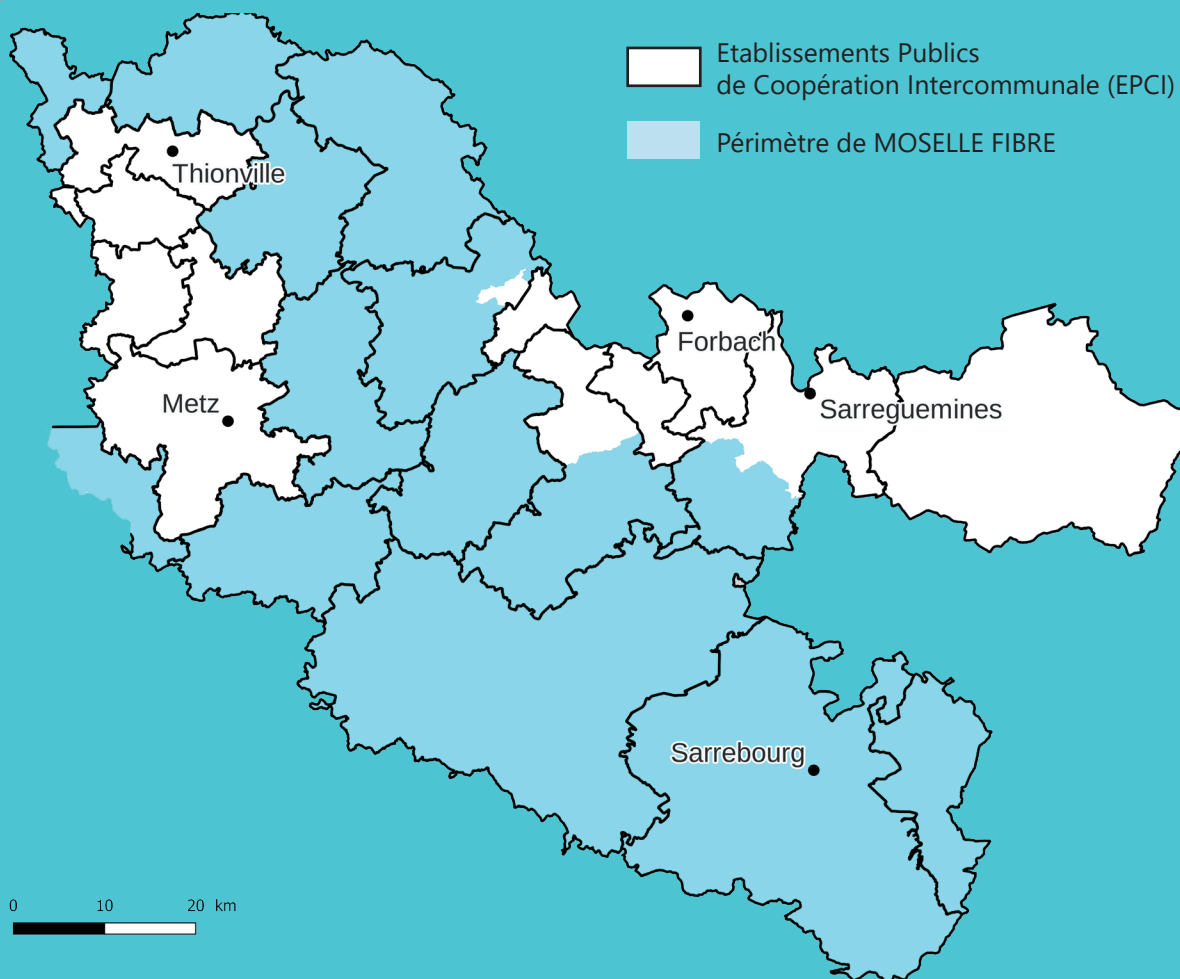 Etablissements Publics
de Coopération Intercommunale (EPCI)
Périmètre de MOSELLE FIBRE
Thionville
Forbach
Metz
Sarreguemines
Sarrebourg
0 10 20 km